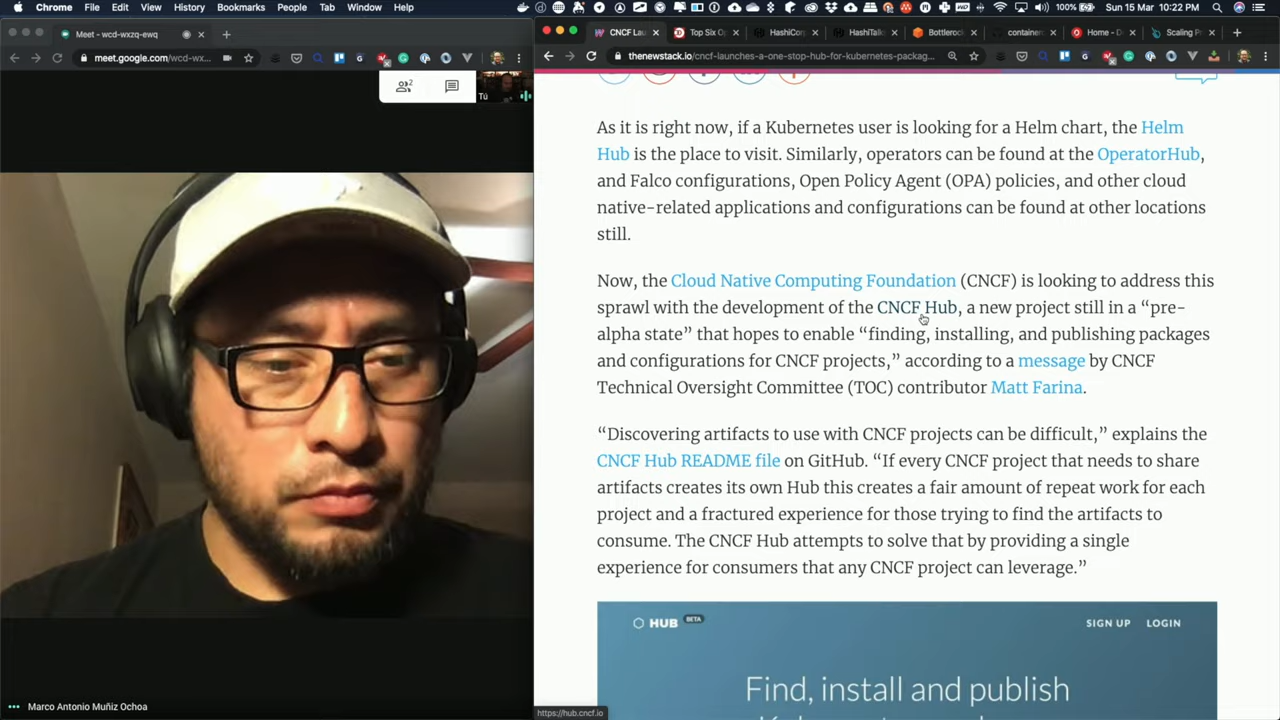 Chrome File Edit View History Bookmarks People Tab Window Help
100% Sun 15 Mar 10:22 PM
Meet - wcd-wxzq-ewq
CNCF Lau
Top Six O
HashiCor
HashiTalk
Bottleroc
container
Home - D
Scaling P
meet.google.com/wcd-wx...
thenewstack.io/cncf-launches-a-one-stop-hub-for-kubernetes-packag...
2
Tú
As it is right now, if a Kubernetes user is looking for a Helm chart, the Helm
Hub is the place to visit. Similarly, operators can be found at the OperatorHub,
and Falco configurations, Open Policy Agent (OPA) policies, and other cloud
native-related applications and configurations can be found at other locations
still.
Now, the Cloud Native Computing Foundation (CNCF) is looking to address this
sprawl with the development of the CNCF Hub, a new project still in a “pre-
alpha state” that hopes to enable “finding, installing, and publishing packages
and configurations for CNCF projects,” according to a message by CNCF
Technical Oversight Committee (TOC) contributor Matt Farina.
“Discovering artifacts to use with CNCF projects can be difficult,” explains the
CNCF Hub README file on GitHub. “If every CNCF project that needs to share
artifacts creates its own Hub this creates a fair amount of repeat work for each
project and a fractured experience for those trying to find the artifacts to
consume. The CNCF Hub attempts to solve that by providing a single
experience for consumers that any CNCF project can leverage.”
HUB BETA
SIGN UP LOGIN
Find, install and publish
Marco Antonio Muñiz Ochoa
https://hub.cncf.io